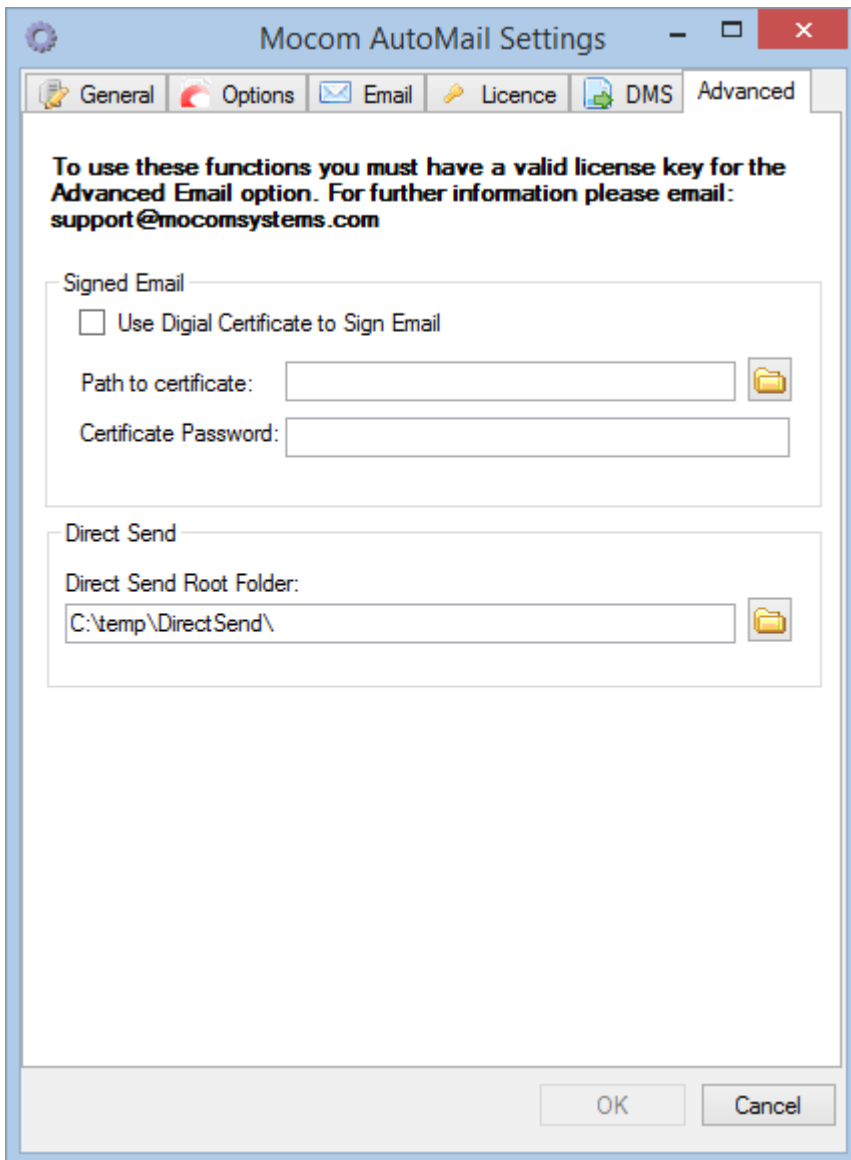 Mocom AutoMail Settings
General Options Email Licence DMS Advanced
To use these functions you must have a valid license key for the
Advanced Email option. For further information please email:
support@mocomsystems.com
Signed Email
Use Digial Certificate to Sign Email
Path to certificate:
Certificate Password:
Direct Send
Direct Send Root Folder:
C:\temp\DirectSend\
OK Cancel